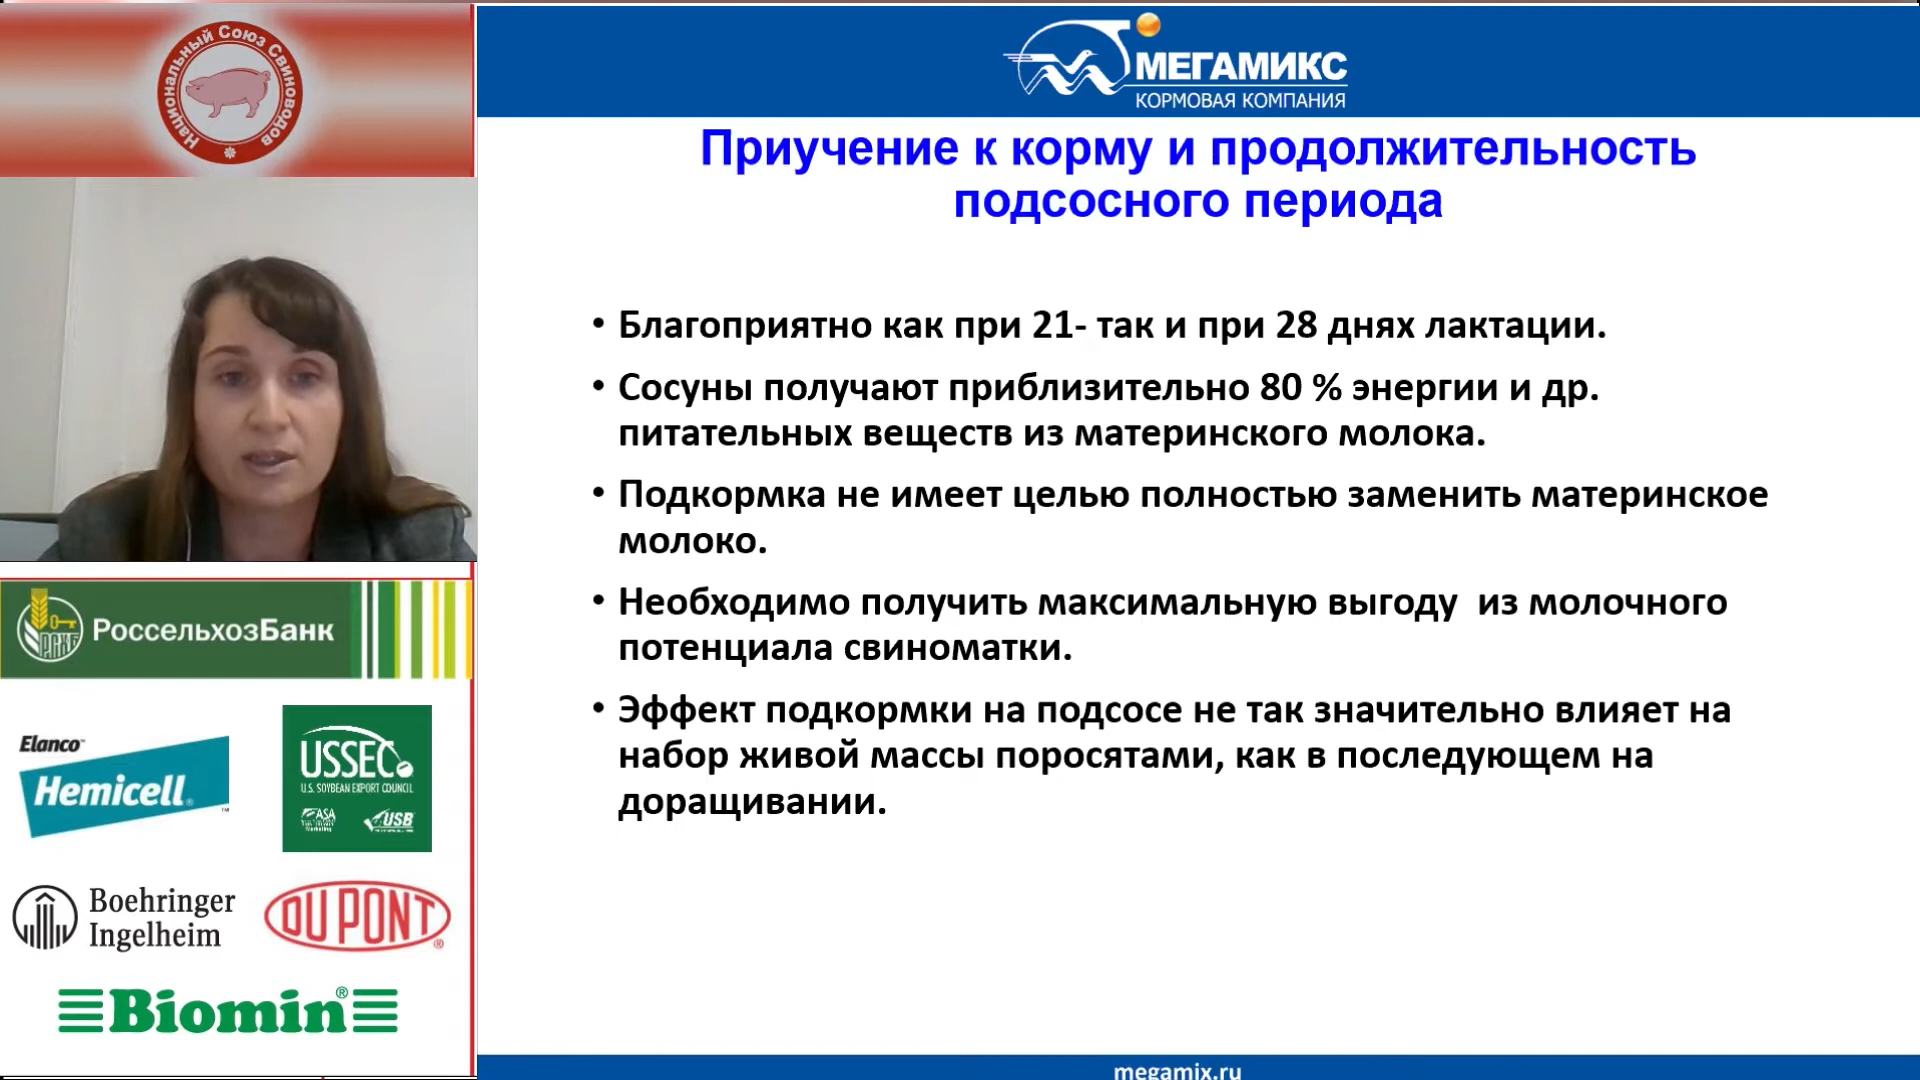 Национальный Союз Свиноводов
МЕГАМИКС
КОРМОВАЯ КОМПАНИЯ
Приучение к корму и продолжительность
подсосного периода
• Благоприятно как при 21- так и при 28 днях лактации.
• Сосуны получают приблизительно 80 % энергии и др.
питательных веществ из материнского молока.
• Подкормка не имеет целью полностью заменить материнское
молоко.
• Необходимо получить максимальную выгоду  из молочного
потенциала свиноматки.
• Эффект подкормки на подсосе не так значительно влияет на
набор живой массы поросятами, как в последующем на
доращивании.
РСХБ
РоссельхозБанк
Elanco™
Hemicell®™
USSEC
U.S. SOYBEAN EXPORT COUNCIL
ASA
USB
Boehringer
Ingelheim
DUPONT®
Biomin®
megamix.ru